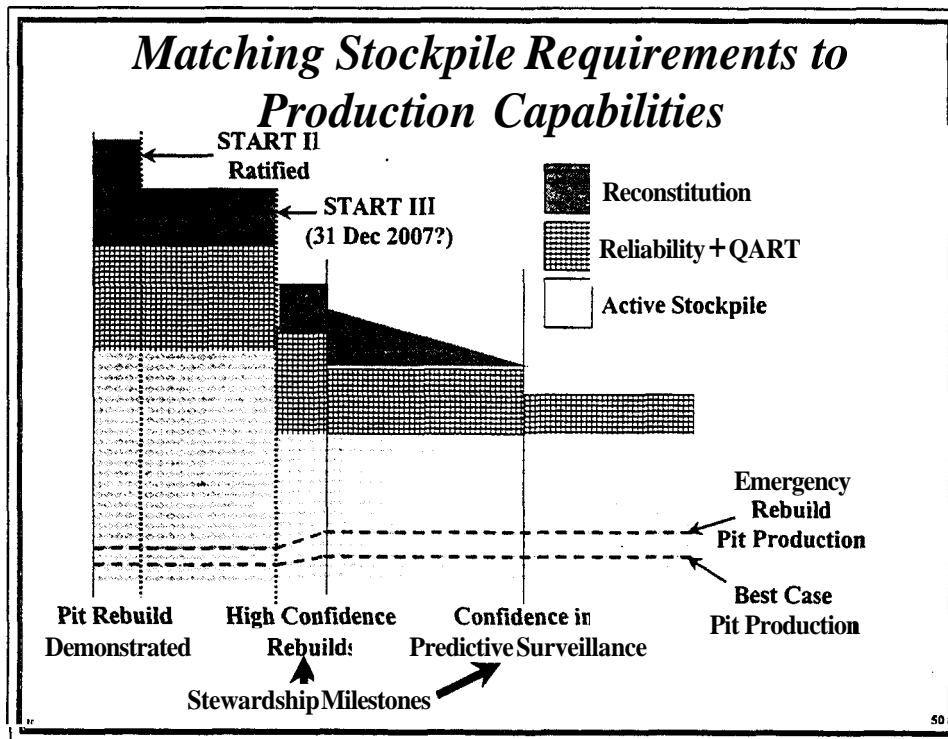 Matching Stockpile Requirements to
Production Capabilities
START II
Ratified
START III
(31 Dec 2007?)
Reconstitution
Reliability + QART
Active Stockpile
Emergency
Rebuild
Pit Production
Best Case
Pit Production
Pit Rebuild
Demonstrated
High Confidence
Rebuilds
Confidence in
Predictive Surveillance
Stewardship Milestones
50